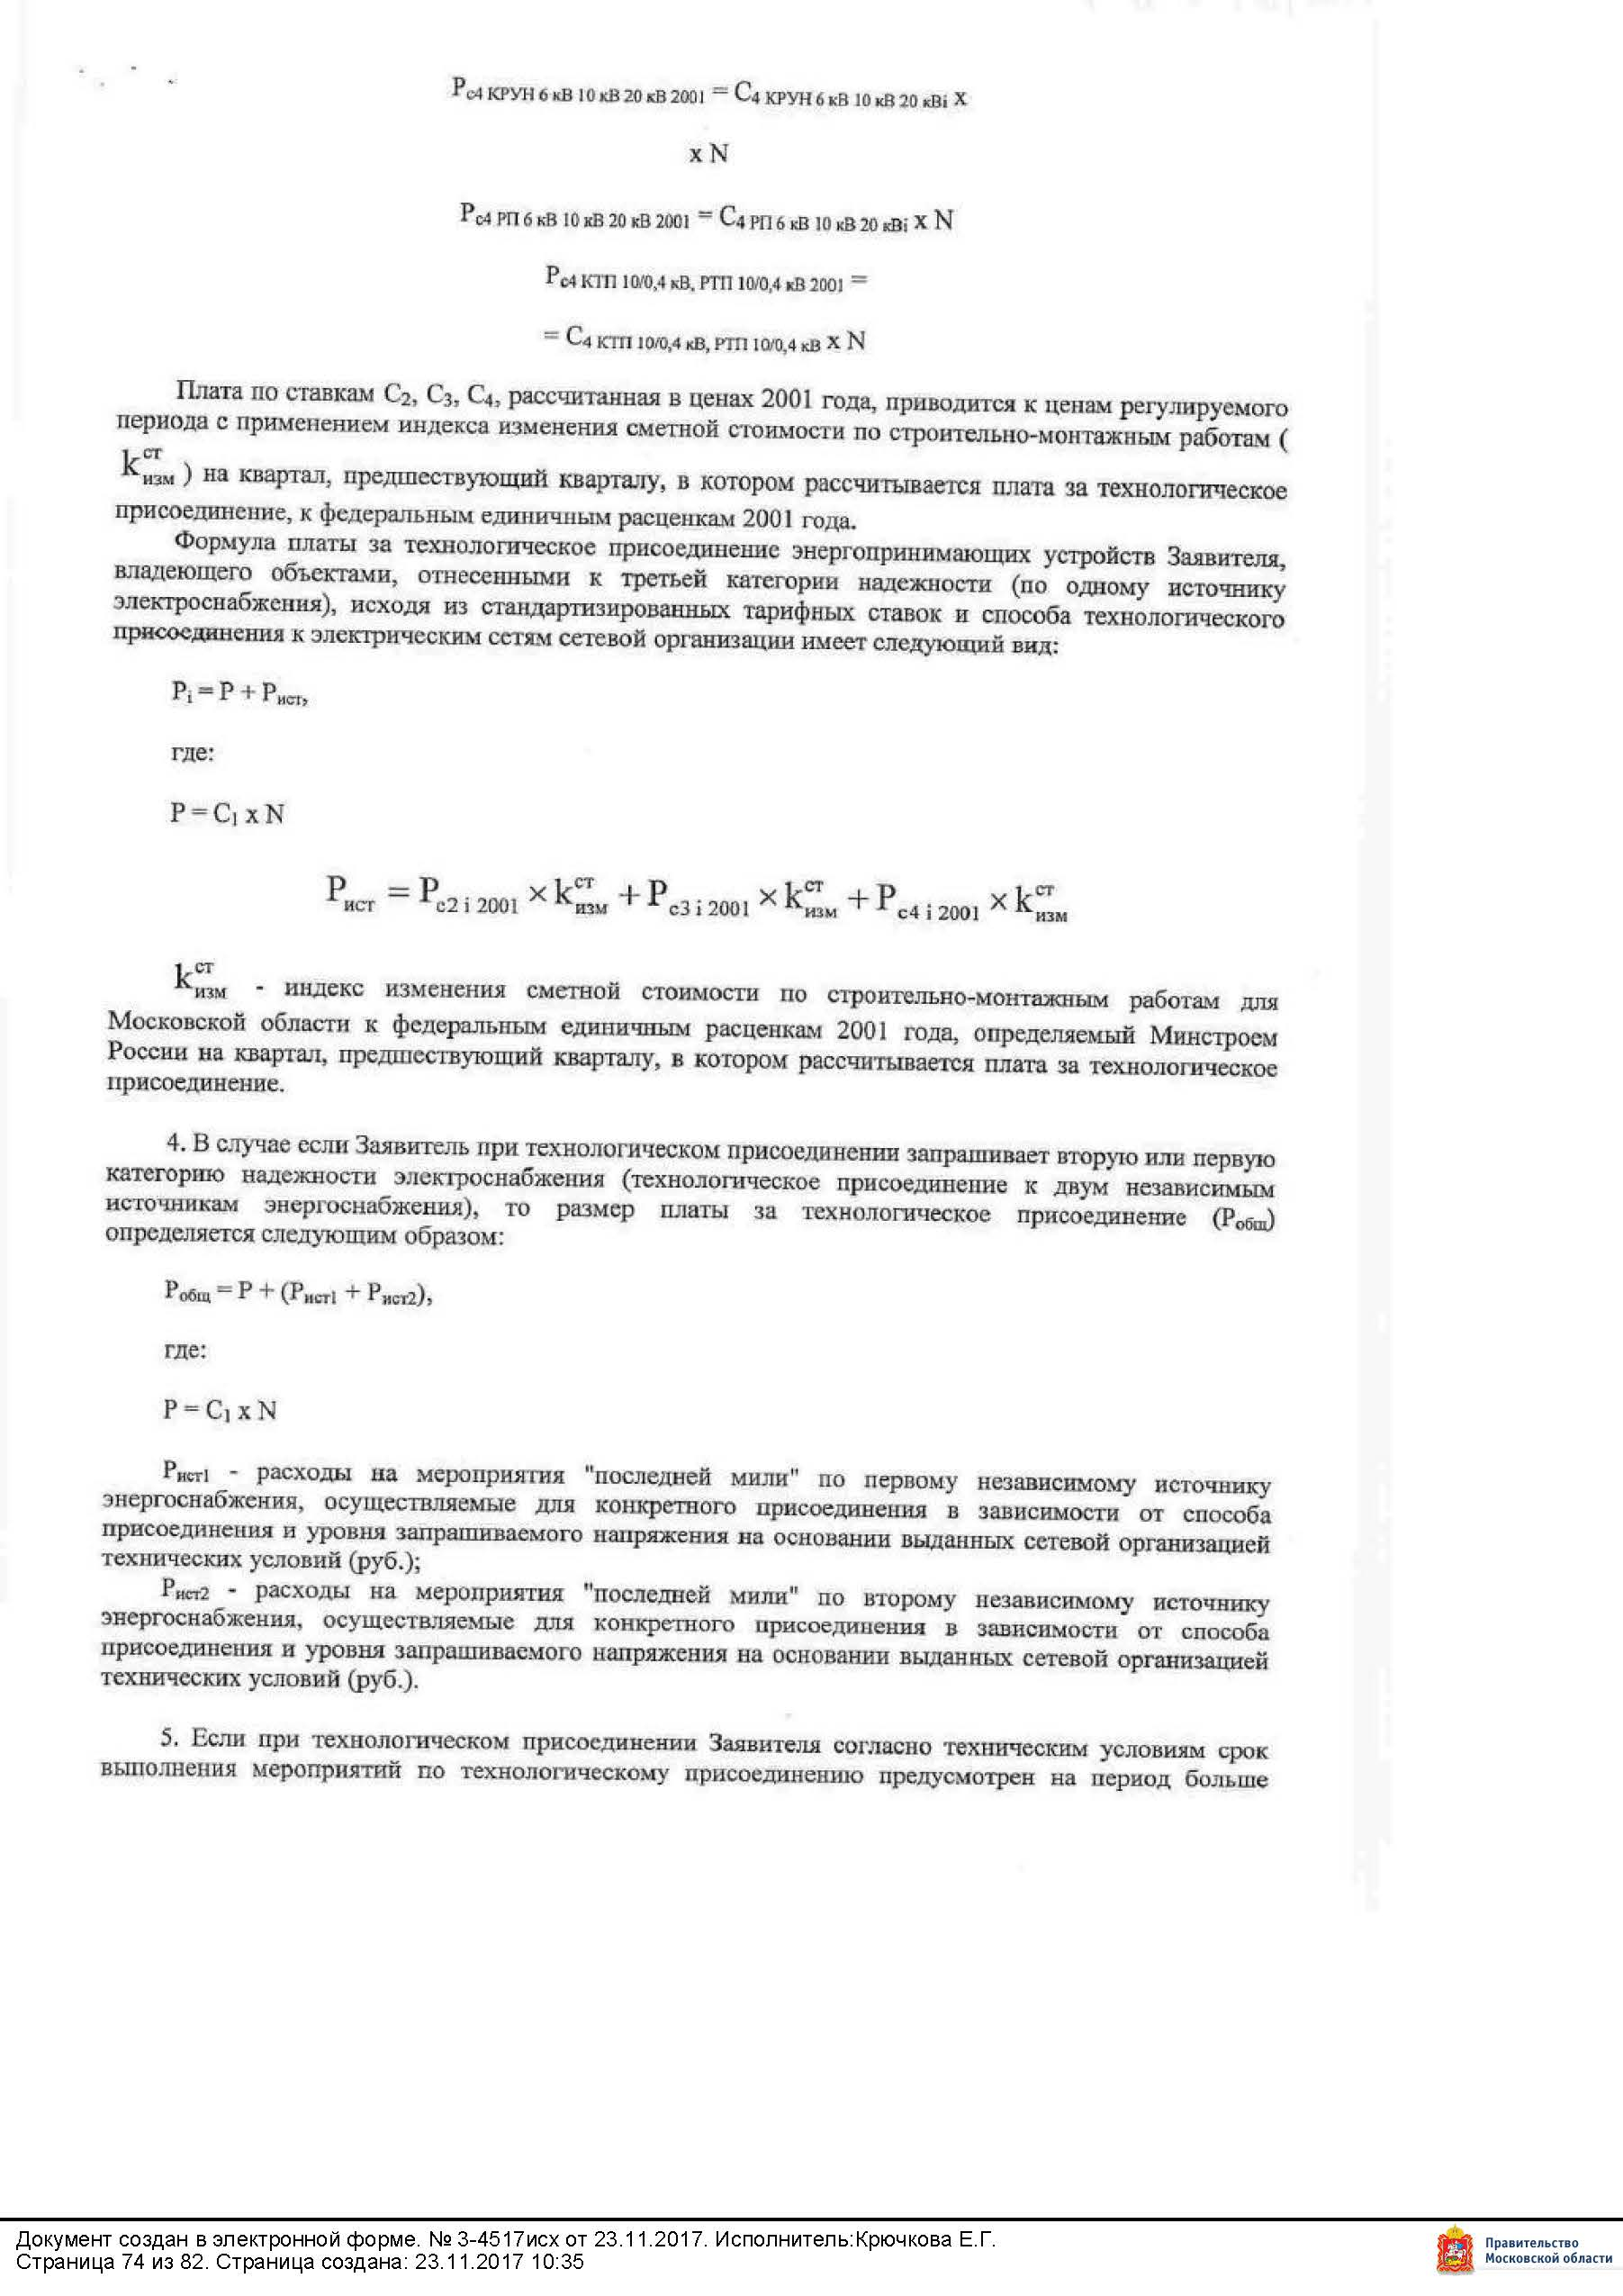 Pс4 КРУН 6 кВ 10 кВ 20 кВ 2001 = C4 КРУН 6 кВ 10 кВ 20 кВi x
x N
Pс4 РП 6 кВ 10 кВ 20 кВ 2001 = C4 РП 6 кВ 10 кВ 20 кВi x N
Pс4 КТП 10/0,4 кВ, РТП 10/0,4 кВ 2001 =
= C4 КТП 10/0,4 кВ, РТП 10/0,4 кВ x N
Плата по ставкам C2, C3, C4, рассчитанная в ценах 2001 года, приводится к ценам регулируемого
периода с применением индекса изменения сметной стоимости по строительно-монтажным работам (
k ст изм ) на квартал, предшествующий кварталу, в котором рассчитывается плата за технологическое
присоединение, к федеральным единичным расценкам 2001 года.
Формула платы за технологическое присоединение энергопринимающих устройств Заявителя,
владеющего объектами, отнесенными к третьей категории надежности (по одному источнику
электроснабжения), исходя из стандартизированных тарифных ставок и способа технологического
присоединения к электрическим сетям сетевой организации имеет следующий вид:
Pi = P + Pист,
где:
P = C1 x N
Pист = Pс2 i 2001 × k ст изм + Pс3 i 2001 × k ст изм + Pс4 i 2001 × k ст изм
k ст изм - индекс изменения сметной стоимости по строительно-монтажным работам для
Московской области к федеральным единичным расценкам 2001 года, определяемый Минстроем
России на квартал, предшествующий кварталу, в котором рассчитывается плата за технологическое
присоединение.
4. В случае если Заявитель при технологическом присоединении запрашивает вторую или первую
категорию надежности электроснабжения (технологическое присоединение к двум независимым
источникам энергоснабжения), то размер платы за технологическое присоединение (Pобщ)
определяется следующим образом:
Pобщ = P + (Pист1 + Pист2),
где:
P = C1 x N
Pист1 - расходы на мероприятия "последней мили" по первому независимому источнику
энергоснабжения, осуществляемые для конкретного присоединения в зависимости от способа
присоединения и уровня запрашиваемого напряжения на основании выданных сетевой организацией
технических условий (руб.);
Pист2 - расходы на мероприятия "последней мили" по второму независимому источнику
энергоснабжения, осуществляемые для конкретного присоединения в зависимости от способа
присоединения и уровня запрашиваемого напряжения на основании выданных сетевой организацией
технических условий (руб.).
5. Если при технологическом присоединении Заявителя согласно техническим условиям срок
выполнения мероприятий по технологическому присоединению предусмотрен на период больше
Документ создан в электронной форме. № 3-4517исх от 23.11.2017. Исполнитель:Крючкова Е.Г.
Страница 74 из 82. Страница создана: 23.11.2017 10:35
Правительство
Московской области